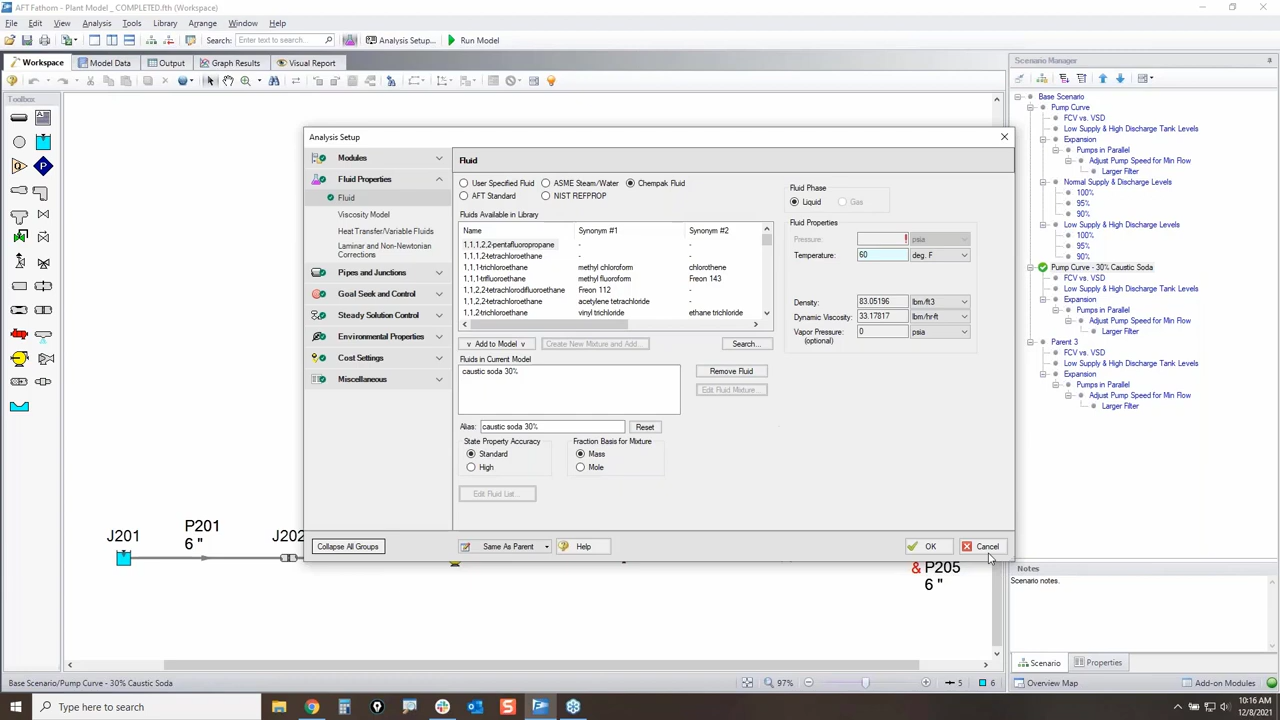 AFT Fathom - Plant Model _ COMPLETED.fth (Workspace)
File Edit View Analysis Tools Library Arrange Window Help
Search: Enter text to search... Analysis Setup... Run Model
Workspace Model Data Output Graph Results Visual Report
Toolbox
Scenario Manager
Base Scenario
Pump Curve
FCV vs. VSD
Low Supply & High Discharge Tank Levels
Expansion
Pumps in Parallel
Adjust Pump Speed for Min Flow
Larger Filter
Normal Supply & Discharge Levels
100%
95%
90%
Low Supply & High Discharge Levels
100%
95%
90%
Pump Curve - 30% Caustic Soda
FCV vs. VSD
Low Supply & High Discharge Tank Levels
Expansion
Pumps in Parallel
Adjust Pump Speed for Min Flow
Larger Filter
Parent 3
FCV vs. VSD
Low Supply & High Discharge Tank Levels
Expansion
Pumps in Parallel
Adjust Pump Speed for Min Flow
Larger Filter
Analysis Setup
Modules
Fluid Properties
Fluid
Viscosity Model
Heat Transfer/Variable Fluids
Laminar and Non-Newtonian
Corrections
Pipes and Junctions
Goal Seek and Control
Steady Solution Control
Environmental Properties
Cost Settings
Miscellaneous
Collapse All Groups
Fluid
User Specified Fluid ASME Steam/Water Chempak Fluid
AFT Standard NIST REFPROP
Fluids Available in Library
Name Synonym #1 Synonym #2
1,1,1,2,2-pentafluoropropane - -
1,1,1,2-tetrachloroethane - -
1,1,1-trichloroethane methyl chloroform chlorothene
1,1,1-trifluoroethane methyl fluoroform Freon 143
1,1,2,2-tetrachlorodifluoroethane Freon 112 -
1,1,2,2-tetrachloroethane acetylene tetrachloride -
1,1,2-trichloroethane vinyl trichloride ethane trichloride
v Add to Model v Create New Mixture and Add... Search...
Fluids in Current Model
caustic soda 30%
Remove Fluid
Edit Fluid Mixture...
Alias: caustic soda 30% Reset
State Property Accuracy
Standard
High
Fraction Basis for Mixture
Mass
Mole
Edit Fluid List...
Fluid Phase
Liquid Gas
Fluid Properties
Pressure: ! psia
Temperature: 60 deg. F
Density: 83.05196 lbm/ft3
Dynamic Viscosity: 33.17817 lbm/hr-ft
Vapor Pressure: 0 psia
(optional)
Same As Parent Help OK Cancel
J201
P201
6 "
J202
& P205
6 "
Notes
Scenario notes.
Scenario Properties
Base Scenario/Pump Curve - 30% Caustic Soda
97%
5
6
Overview Map
Add-on Modules
Type here to search
10:16 AM
12/8/2021